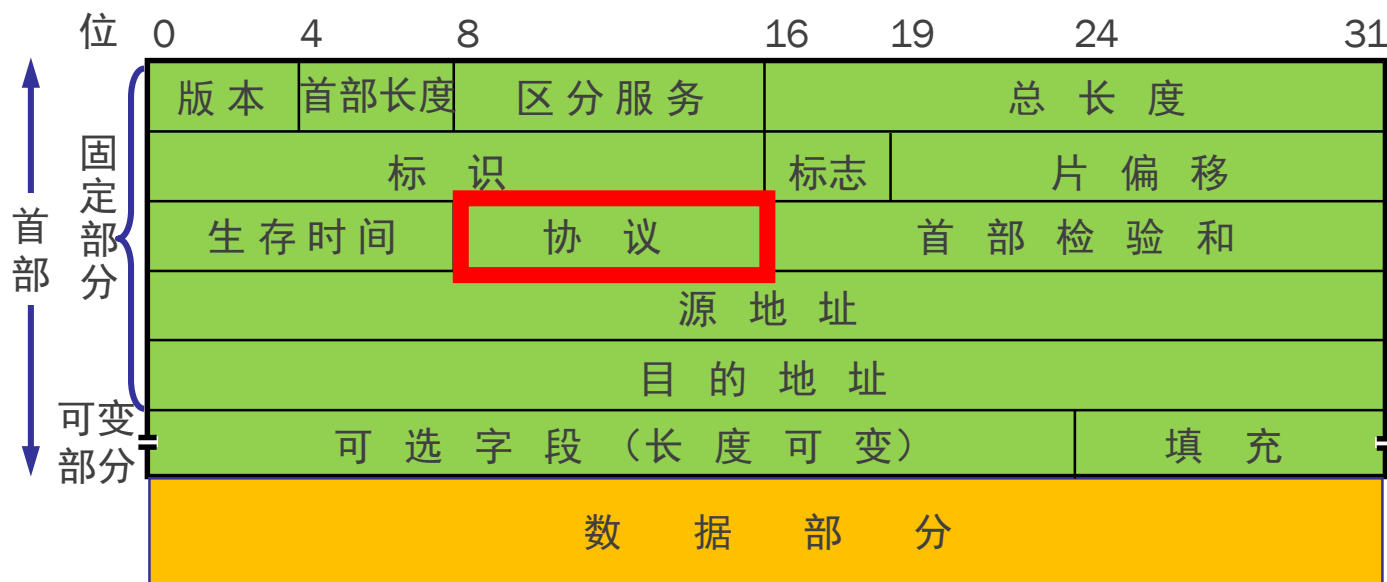 位 0 4 8 16 19 24 31
版本 首部长度 区分服务 总长度
标识 标志 片偏移
生存时间 协议 首部检验和
源地址
目的地址
可选字段（长度可变） 填充
数据部分
首部
固定部分
可变部分